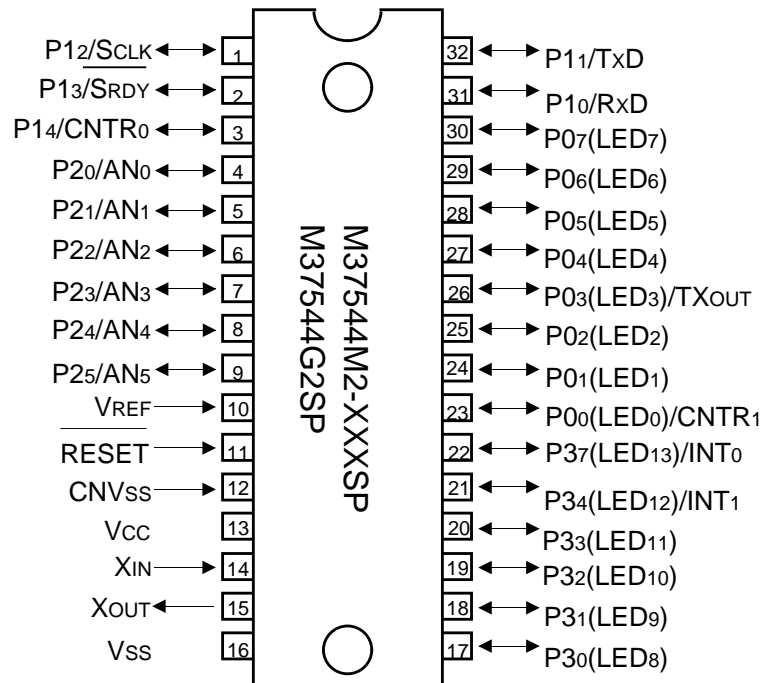 P12/SCLK 1
P13/SRDY 2
P14/CNTR0 3
P20/AN0 4
P21/AN1 5
P22/AN2 6
P23/AN3 7
P24/AN4 8
P25/AN5 9
VREF 10
RESET 11
CNVSS 12
VCC 13
XIN 14
XOUT 15
VSS 16
M37544M2-XXXSP
M37544G2SP
32 P11/TXD
31 P10/RXD
30 P07(LED7)
29 P06(LED6)
28 P05(LED5)
27 P04(LED4)
26 P03(LED3)/TXOUT
25 P02(LED2)
24 P01(LED1)
23 P00(LED0)/CNTR1
22 P37(LED13)/INT0
21 P34(LED12)/INT1
20 P33(LED11)
19 P32(LED10)
18 P31(LED9)
17 P30(LED8)